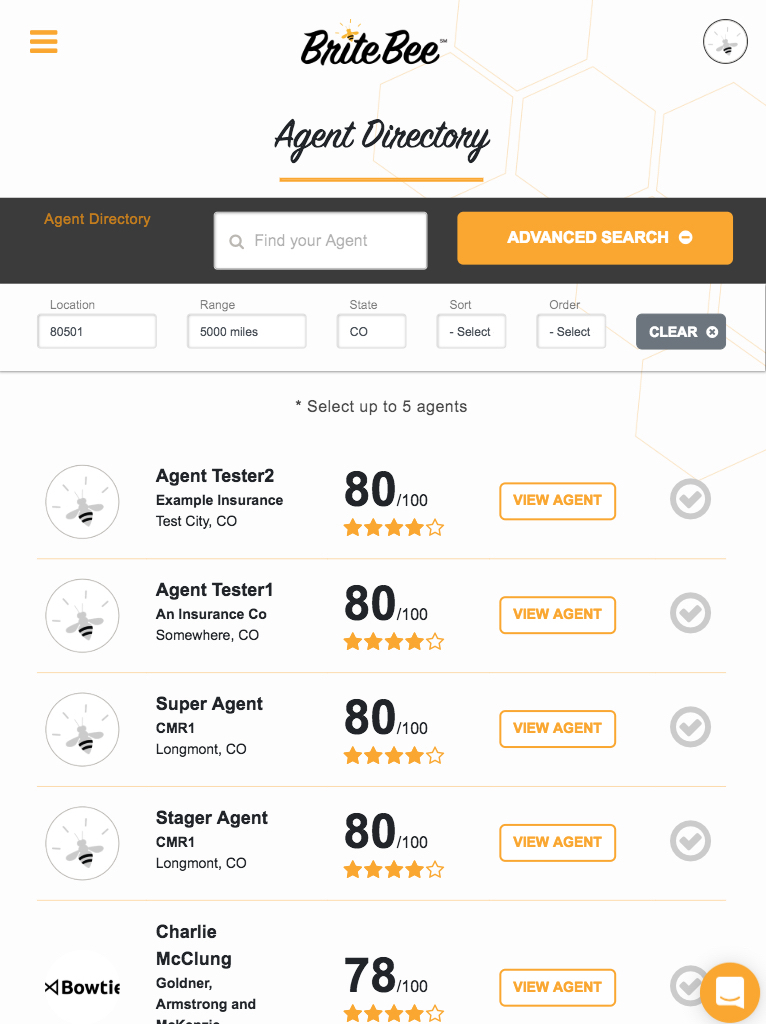 BriteBee SM
Agent Directory
Agent Directory
Find your Agent
ADVANCED SEARCH
Location
Range
State
Sort
Order
80501
5000 miles
CO
- Select
- Select
CLEAR
* Select up to 5 agents
Agent Tester2
Example Insurance
Test City, CO
80/100
VIEW AGENT
Agent Tester1
An Insurance Co
Somewhere, CO
80/100
VIEW AGENT
Super Agent
CMR1
Longmont, CO
80/100
VIEW AGENT
Stager Agent
CMR1
Longmont, CO
80/100
VIEW AGENT
Bowtie
Charlie
McClung
Goldner,
Armstrong and
McKenzie
78/100
VIEW AGENT